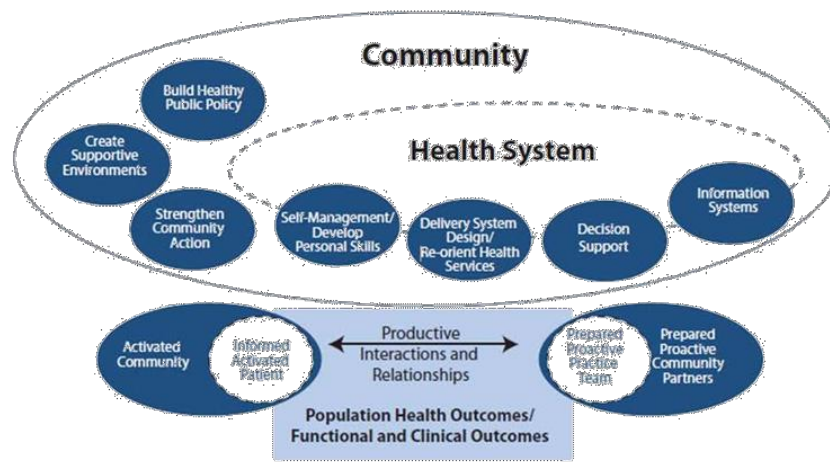 Community
Build Healthy
Public Policy
Create
Supportive
Environments
Strengthen
Community
Action
Health System
Self-Management/
Develop
Personal Skills
Delivery System
Design/
Re-orient Health
Services
Decision
Support
Information
Systems
Activated
Community
Informed
Activated
Patient
Productive
Interactions and
Relationships
Prepared
Proactive
Practice
Team
Prepared
Proactive
Community
Partners
Population Health Outcomes/
Functional and Clinical Outcomes